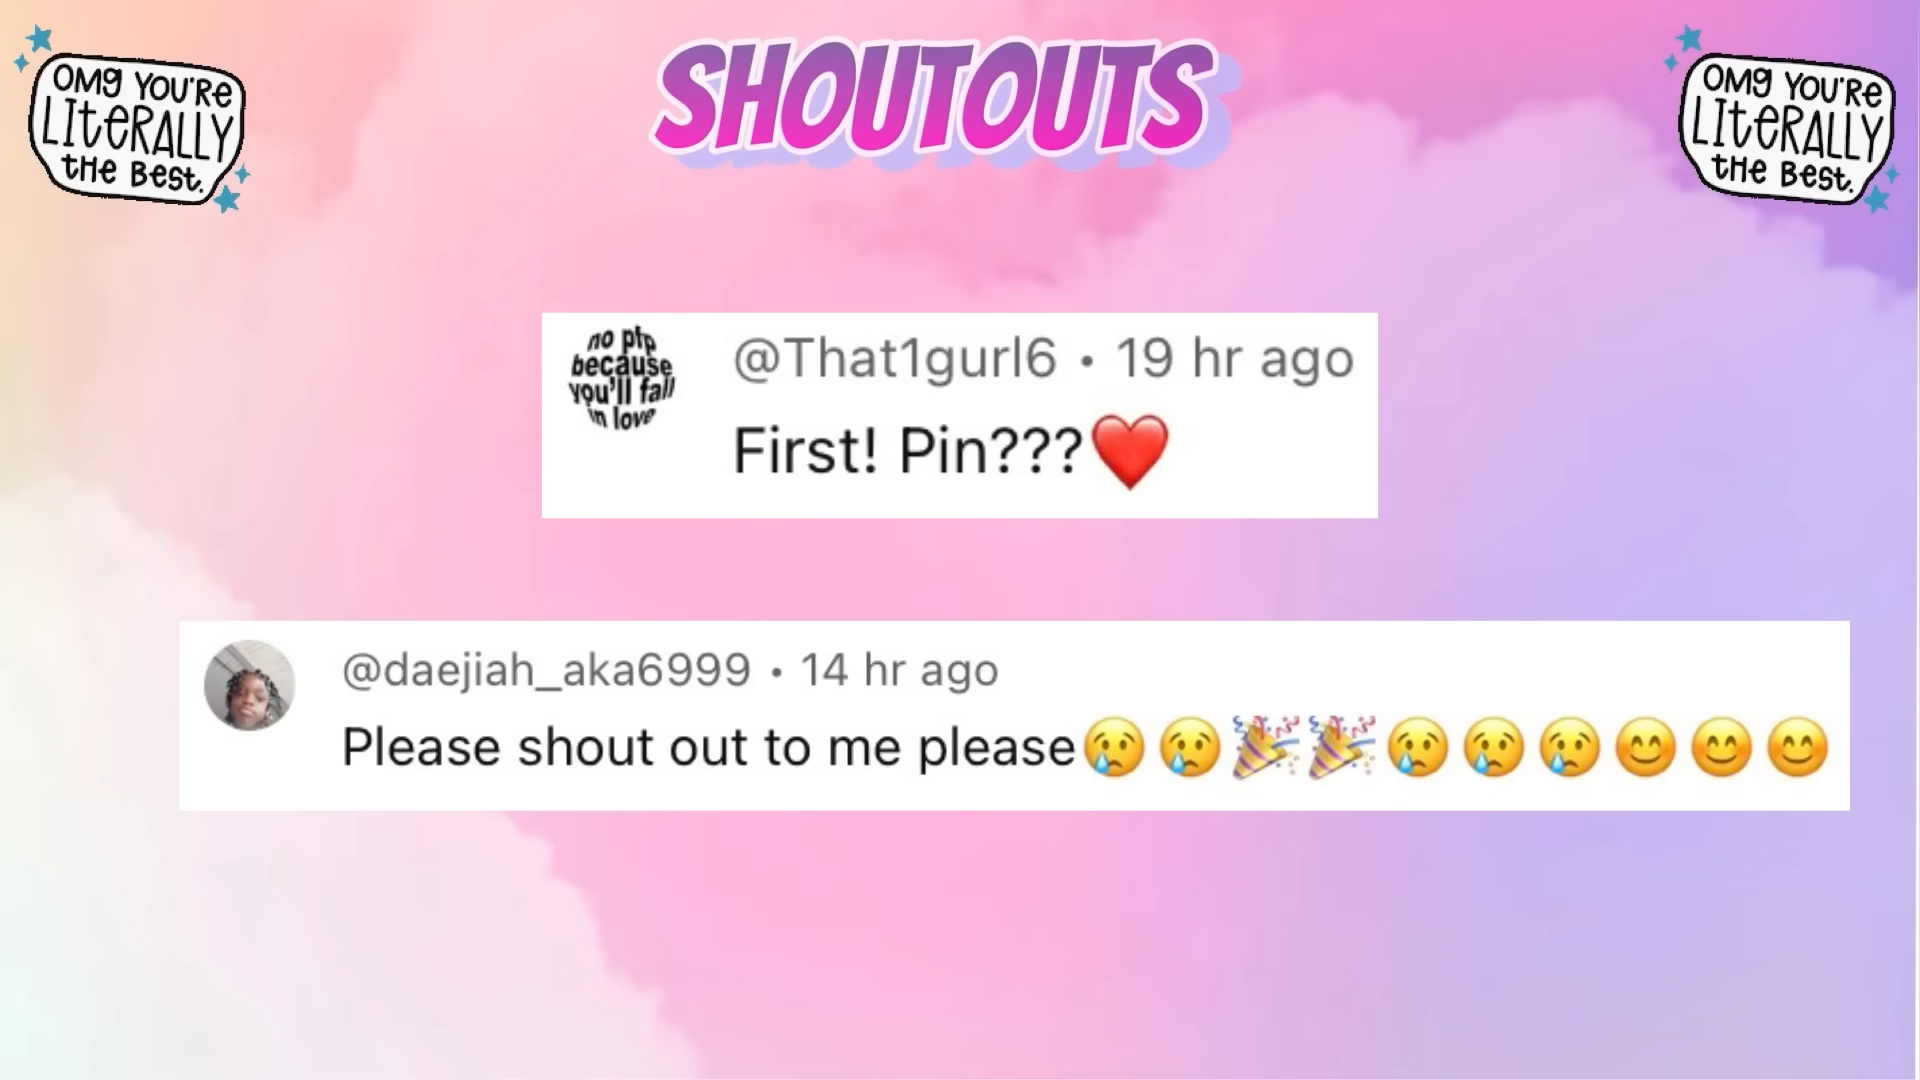 OMG YOU'RE
LITERALLY
THE BEST.
SHOUTOUTS
OMG YOU'RE
LITERALLY
THE BEST.
no pfp
because
you'll fall
in love
@That1gurl6 • 19 hr ago
First! Pin???❤️
@daejiah_aka6999 • 14 hr ago
Please shout out to me please😢😢🎉🎉😢😢😢😊😊😊